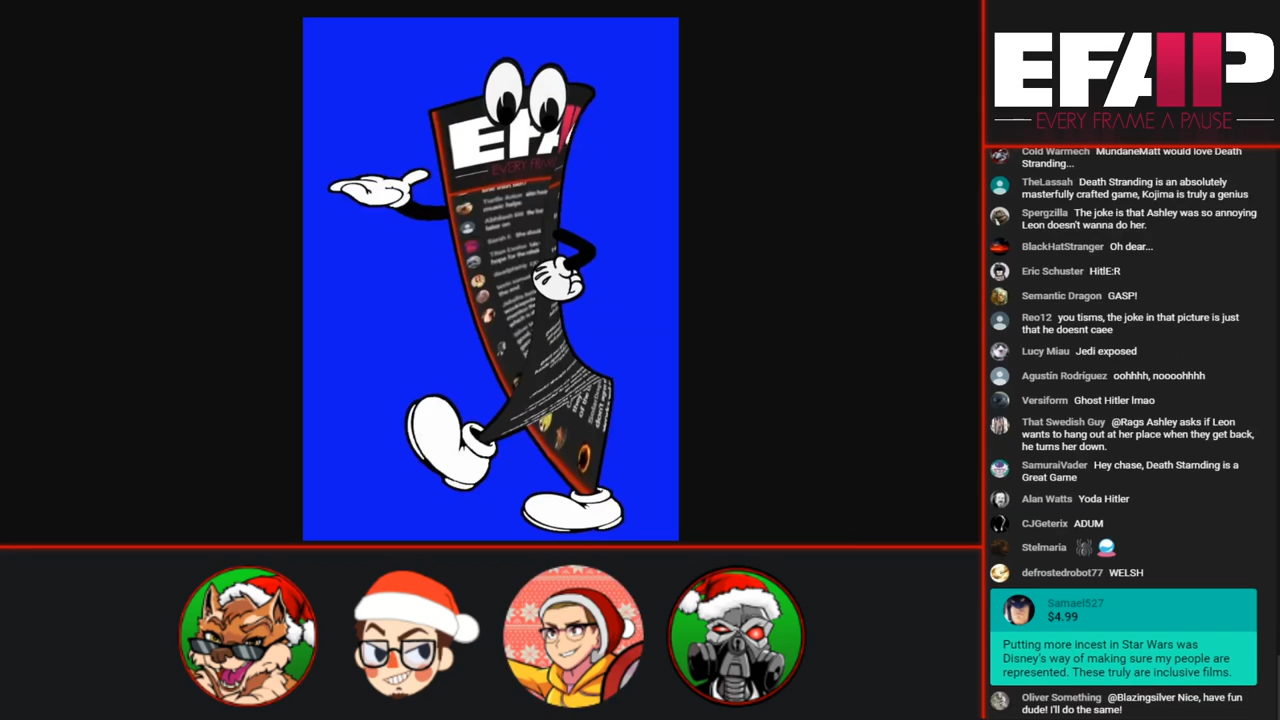 EFAP
EVERY FRAME A PAUSE
EFA
EVERY FRAME
Cold Warmech MundaneMatt would love Death
Stranding...
TheLassah Death Stranding is an absolutely
masterfully crafted game, Kojima is truly a genius
Spergzilla The joke is that Ashley was so annoying
Leon doesn't wanna do her.
BlackHatStranger Oh dear...
Eric Schuster HitlE:R
Semantic Dragon GASP!
Reo12 you tisms, the joke in that picture is just
that he doesnt caee
Lucy Miau Jedi exposed
Agustín Rodríguez oohhhh, noooohhhh
Versiform Ghost Hitler lmao
That Swedish Guy @Rags Ashley asks if Leon
wants to hang out at her place when they get back,
he turns her down.
SamuraiVader Hey chase, Death Starnding is a
Great Game
Alan Watts Yoda Hitler
CJGeterix ADUM
Stelmaria
defrostedrobot77 WELSH
Samael527
$4.99
Putting more incest in Star Wars was
Disney's way of making sure my people are
represented. These truly are inclusive films.
Oliver Something @Blazingsilver Nice, have fun
dude! I'll do the same!